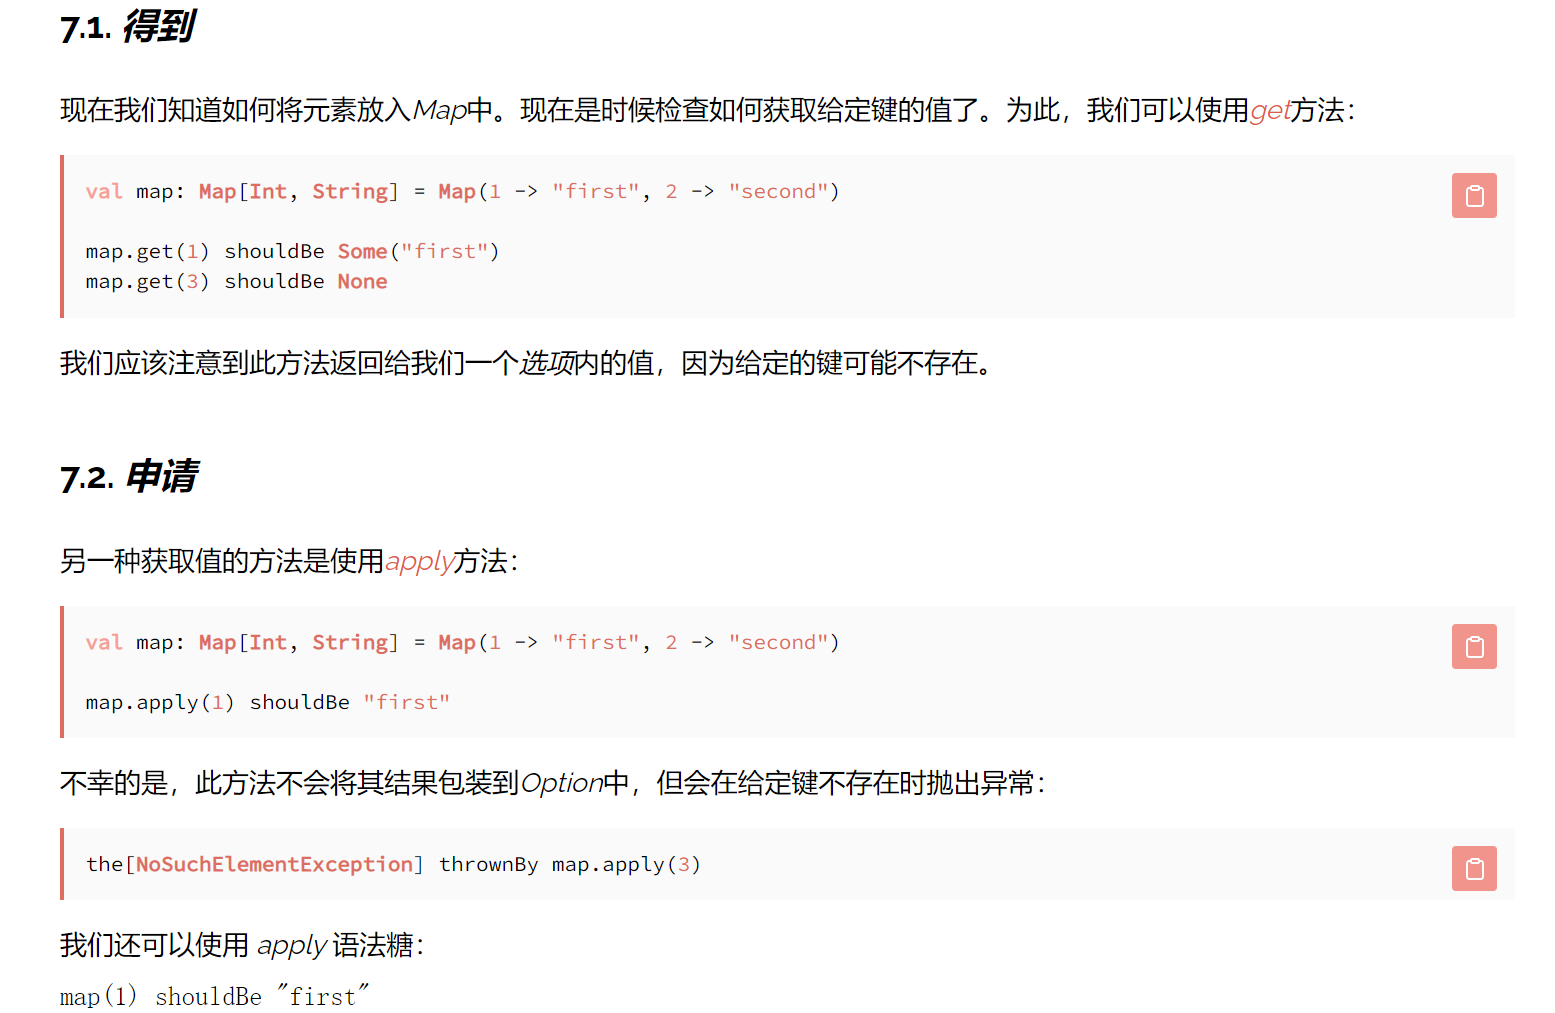 7.1. 得到
现在我们知道如何将元素放入Map中。现在是时候检查如何获取给定键的值了。为此，我们可以使用get方法：
val map: Map[Int, String] = Map(1 -> "first", 2 -> "second")
map.get(1) shouldBe Some("first")
map.get(3) shouldBe None
我们应该注意到此方法返回给我们一个选项内的值，因为给定的键可能不存在。
7.2. 申请
另一种获取值的方法是使用apply方法：
val map: Map[Int, String] = Map(1 -> "first", 2 -> "second")
map.apply(1) shouldBe "first"
不幸的是，此方法不会将其结果包装到Option中，但会在给定键不存在时抛出异常：
the[NoSuchElementException] thrownBy map.apply(3)
我们还可以使用 apply 语法糖：
map(1) shouldBe "first"